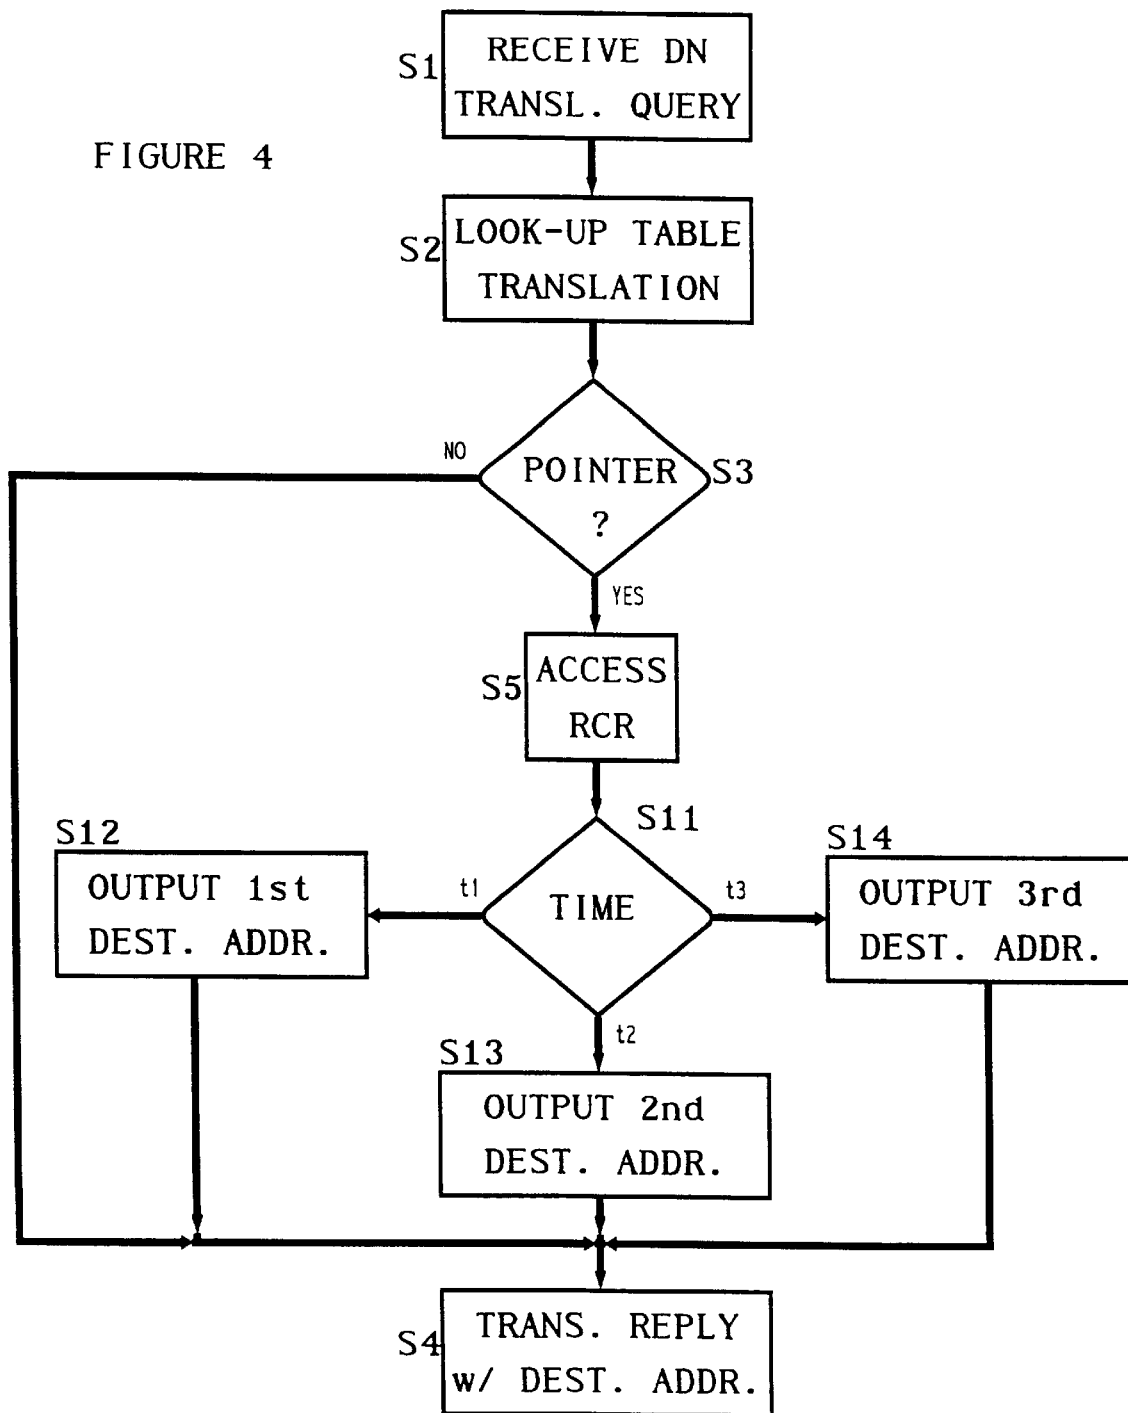 RECEIVE DN
S1
TRANSL. QUERY
FIGURE 4
LOOK-UP TABLE
S2
TRANSLATION
NO
POINTER
S3
?
YES
ACCESS
S5
RCR
S11
S12
S14
OUTPUT 1st
DEST. ADDR.
t1
TIME
t3
OUTPUT 3rd
DEST. ADDR.
t2
S13
OUTPUT 2nd
DEST. ADDR.
TRANS. REPLY
S4
w/ DEST. ADDR.